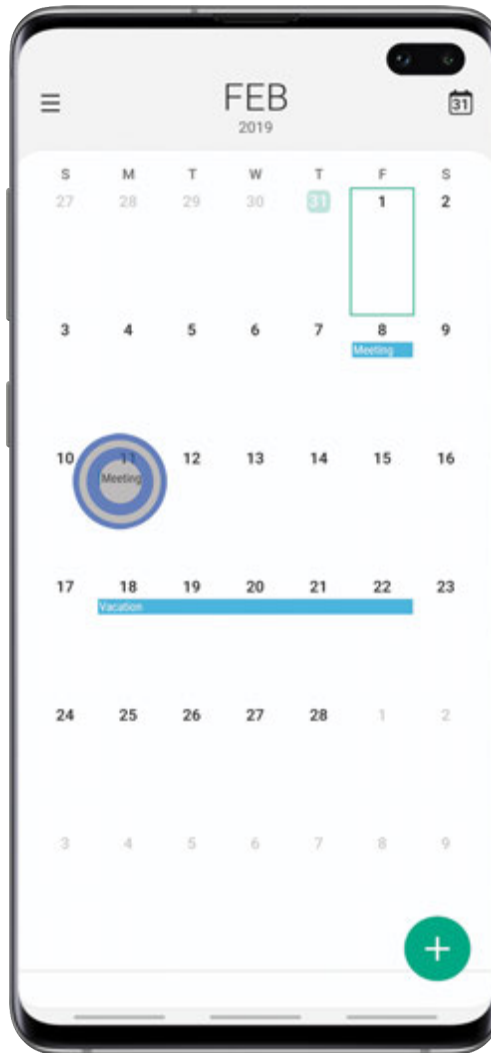 FEB
31
2019
S M T W T F S
27 28 29 30 31 1 2
3 4 5 6 7 8 9
Meeting
10 11 12 13 14 15 16
Meeting
17 18 19 20 21 22 23
Vacation
24 25 26 27 28 1 2
3 4 5 6 7 8 9